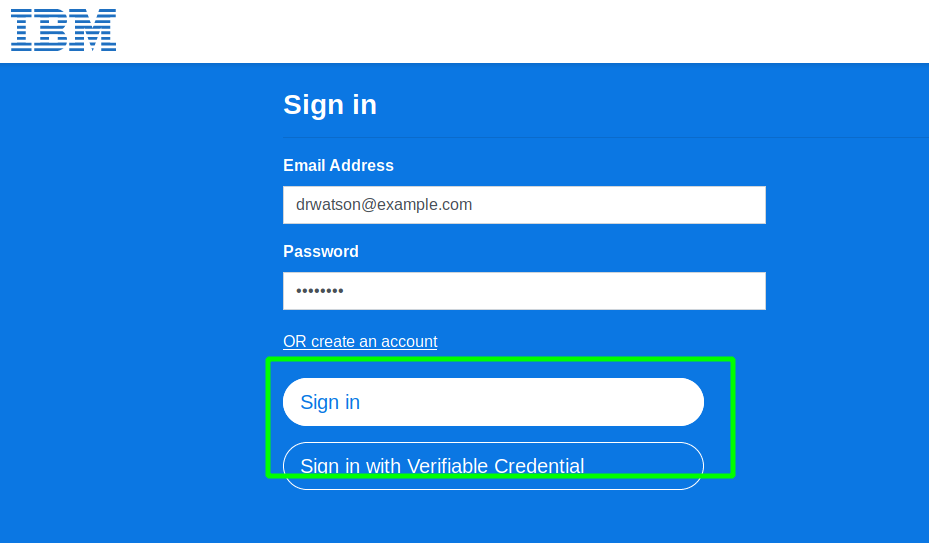 IBM
Sign in
Email Address
drwatson@example.com
Password
••••••••
OR create an account
Sign in
Sign in with Verifiable Credential